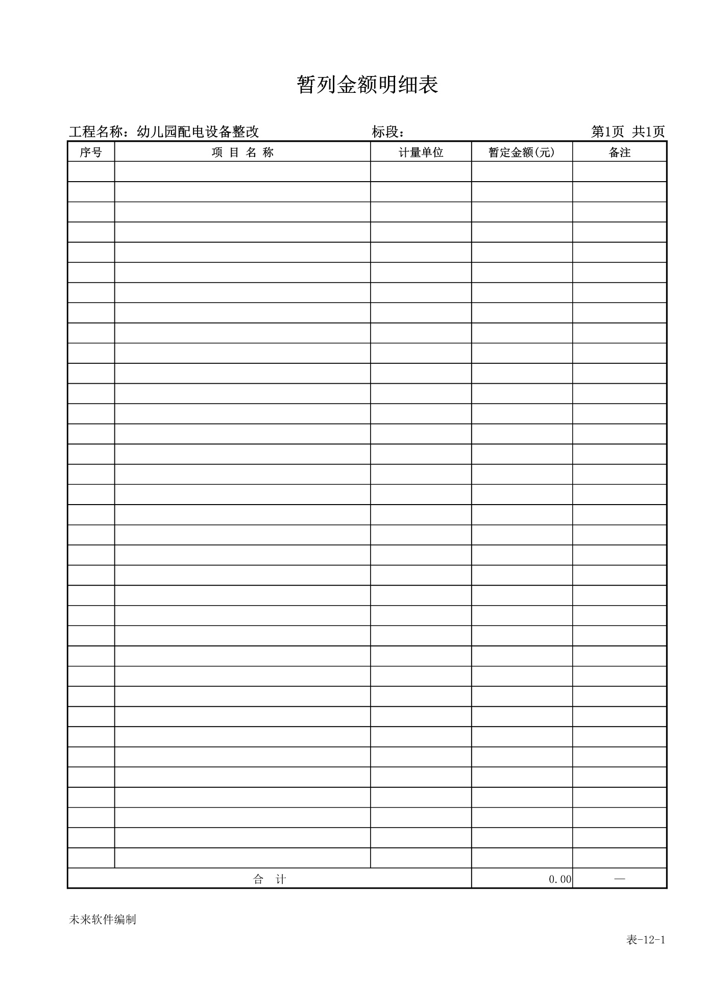 暂列金额明细表
工程名称：幼儿园配电设备整改 标段： 第1页 共1页
序号 项 目 名 称 计量单位 暂定金额(元) 备注
合 计 0.00 —
未来软件编制
表-12-1